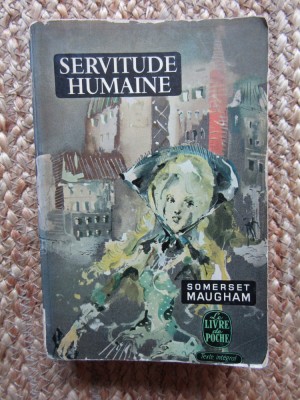 SERVITUDE
HUMAINE
SOMERSET
MAUGHAM
Le
LIVRE
de
POCHE
Texte intégral